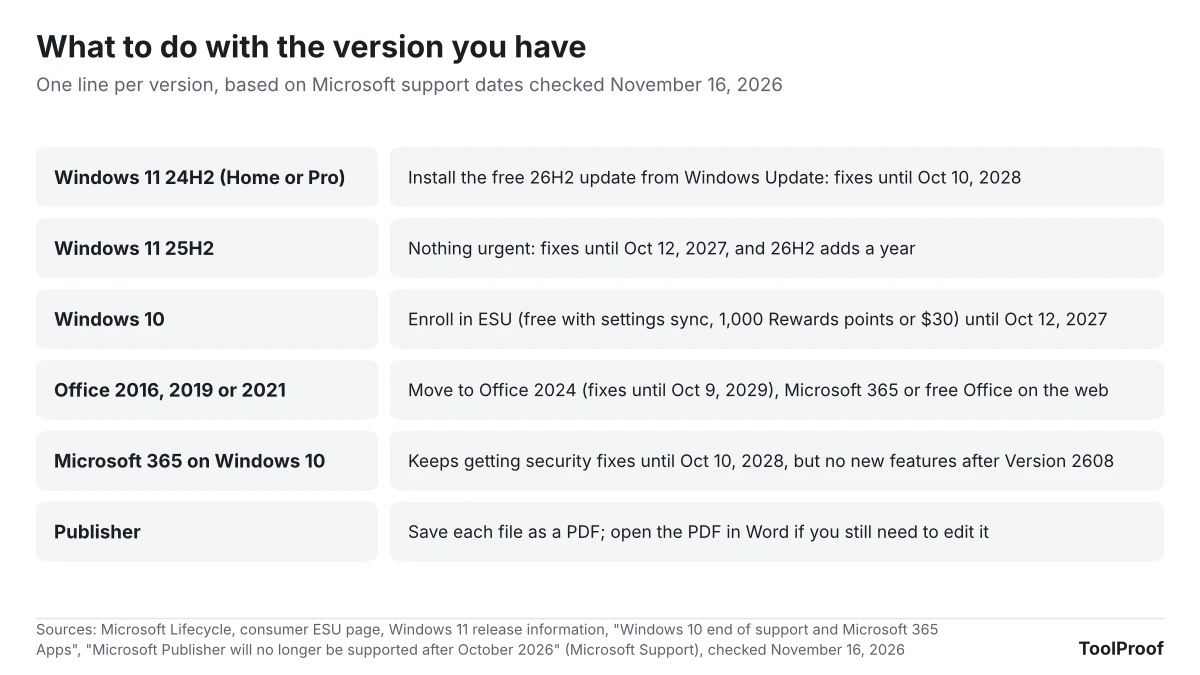 What to do with the version you have
One line per version, based on Microsoft support dates checked November 16, 2026
Windows 11 24H2 (Home or Pro)
Install the free 26H2 update from Windows Update: fixes until Oct 10, 2028
Windows 11 25H2
Nothing urgent: fixes until Oct 12, 2027, and 26H2 adds a year
Windows 10
Enroll in ESU (free with settings sync, 1,000 Rewards points or $30) until Oct 12, 2027
Office 2016, 2019 or 2021
Move to Office 2024 (fixes until Oct 9, 2029), Microsoft 365 or free Office on the web
Microsoft 365 on Windows 10
Keeps getting security fixes until Oct 10, 2028, but no new features after Version 2608
Publisher
Save each file as a PDF; open the PDF in Word if you still need to edit it
Sources: Microsoft Lifecycle, consumer ESU page, Windows 11 release information, "Windows 10 end of support and Microsoft 365
Apps", "Microsoft Publisher will no longer be supported after October 2026" (Microsoft Support), checked November 16, 2026
ToolProof